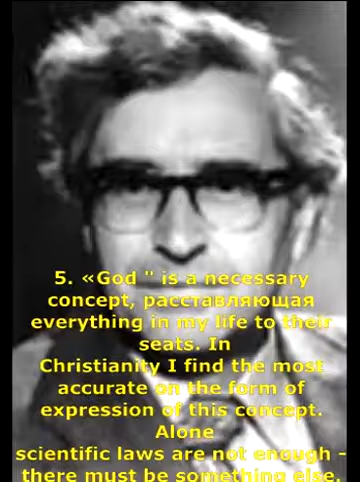 5. «God " is a necessary
concept, расставляющая
everything in my life to their
seats. In
Christianity I find the most
accurate on the form of
expression of this concept.
Alone
scientific laws are not enough -
there must be something else.